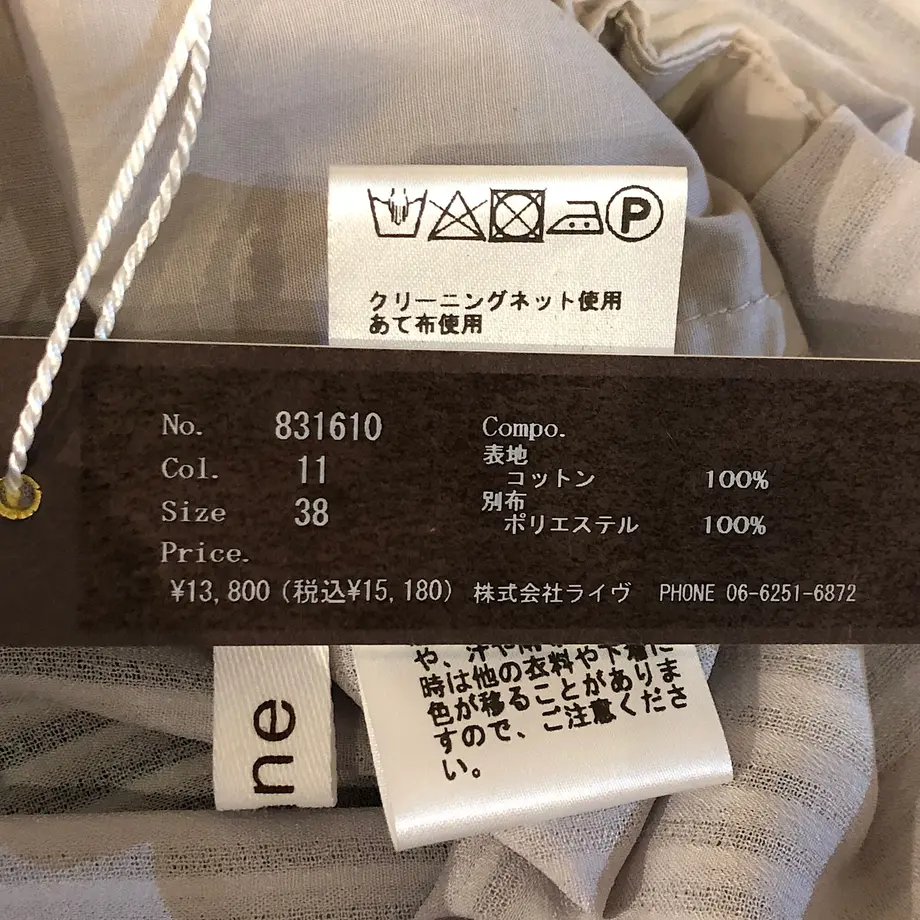 P
クリーニングネット使用
あて布使用
No. 831610
Col. 11
Size 38
Price.
¥13,800(税込¥15,180)
Compo.
表地
コットン 100%
別布
ポリエステル 100%
株式会社ライヴ PHONE 06-6251-6872
時は他の衣料や下着に
色が移ることがありま
すので、ご注意くださ
い。
ne